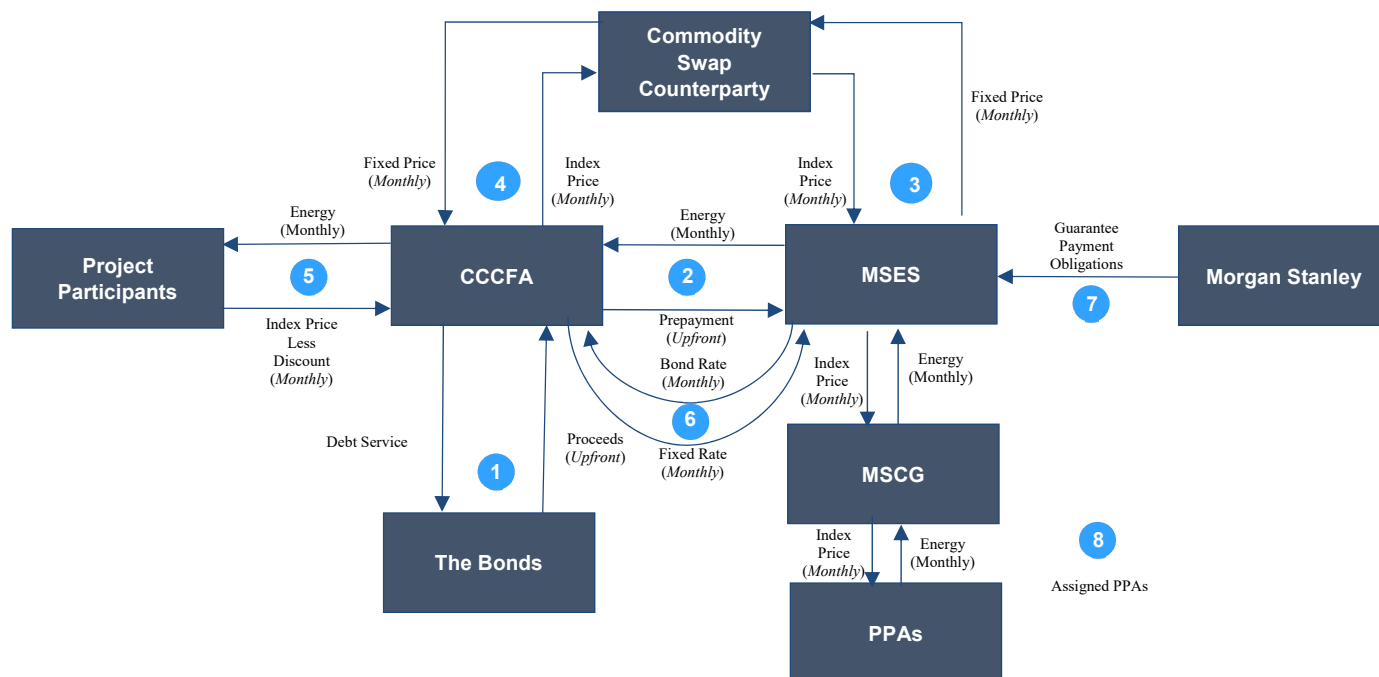 Commodity
Swap
Counterparty
Fixed Price
(Monthly)
4
Index
Price
(Monthly)
Index
Price
(Monthly)
3
Fixed Price
(Monthly)
Project
Participants
Energy
(Monthly)
5
Index Price
Less
Discount
(Monthly)
CCCFA
Energy
(Monthly)
2
Prepayment
(Upfront)
Bond Rate
(Monthly)
6
Fixed Rate
(Monthly)
MSES
Guarantee
Payment
Obligations
7
Morgan Stanley
Debt Service
1
Proceeds
(Upfront)
The Bonds
Index
Price
(Monthly)
Energy
(Monthly)
MSCG
Index
Price
(Monthly)
Energy
(Monthly)
8
Assigned PPAs
PPAs